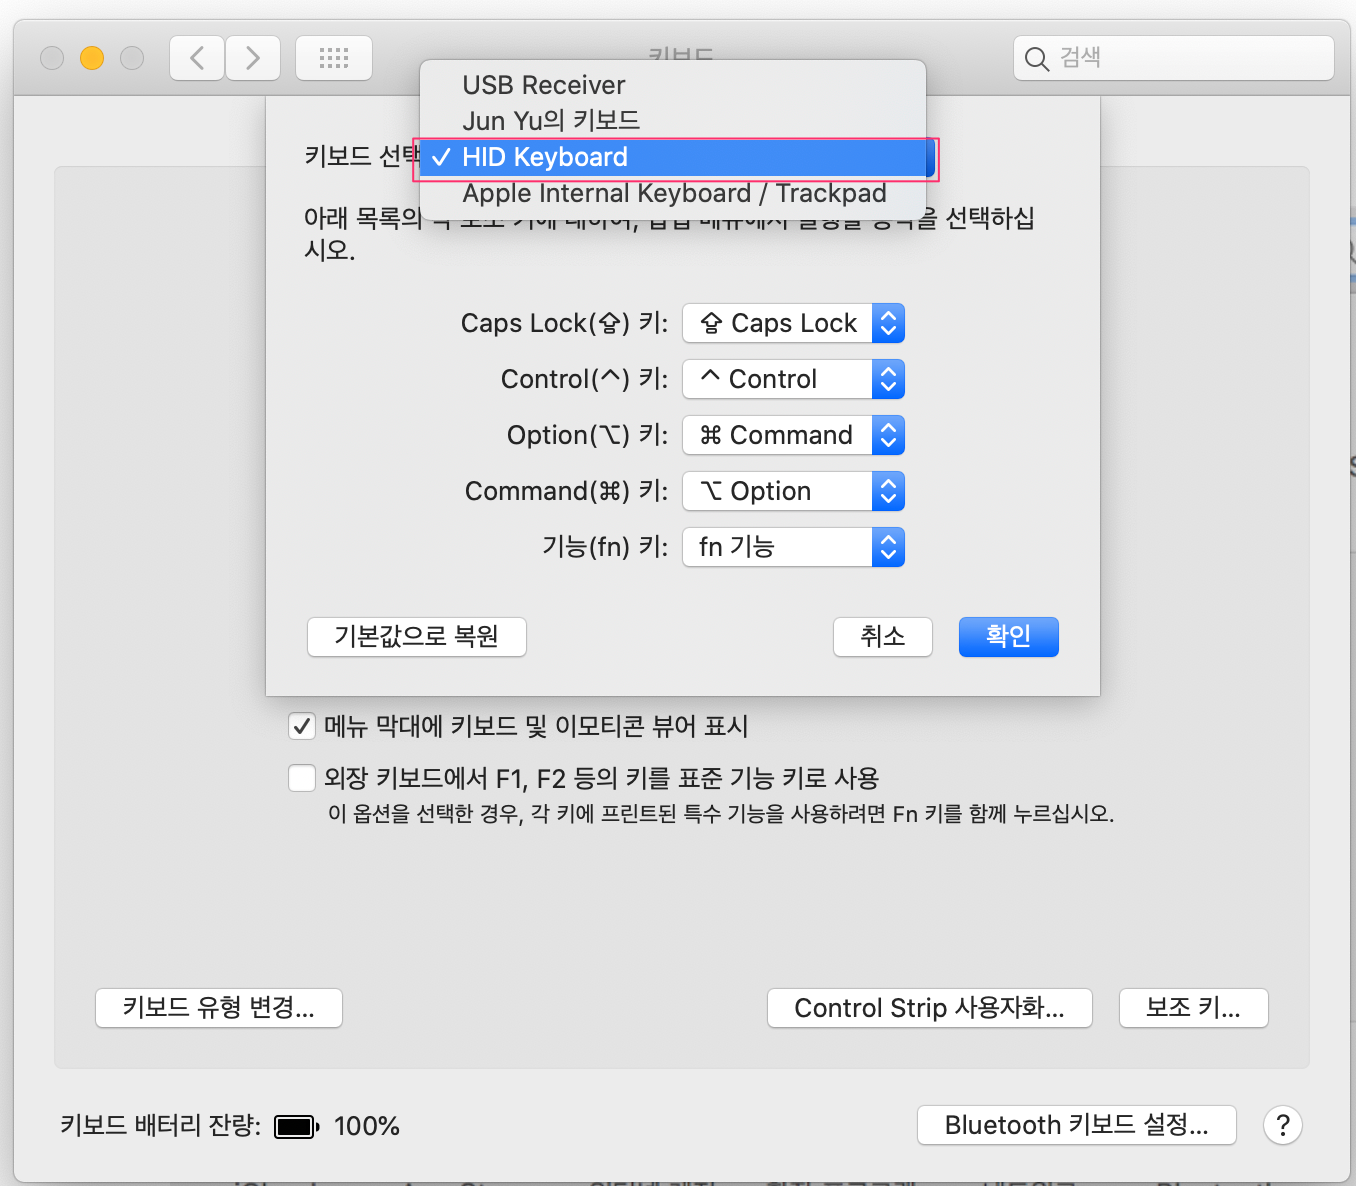 키보드
검색
USB Receiver
Jun Yu의 키보드
키보드 선택
✓ HID Keyboard
Apple Internal Keyboard / Trackpad
아래 목록의 선택하십
시오.
Caps Lock(⇪) 키: ⇪ Caps Lock
Control(^) 키: ^ Control
Option(⌥) 키: ⌘ Command
Command(⌘) 키: ⌥ Option
기능(fn) 키: fn 기능
기본값으로 복원 취소 확인
메뉴 막대에 키보드 및 이모티콘 뷰어 표시
외장 키보드에서 F1, F2 등의 키를 표준 기능 키로 사용
이 옵션을 선택한 경우, 각 키에 프린트된 특수 기능을 사용하려면 Fn 키를 함께 누르십시오.
키보드 유형 변경... Control Strip 사용자화... 보조 키...
키보드 배터리 잔량: 100% Bluetooth 키보드 설정... ?